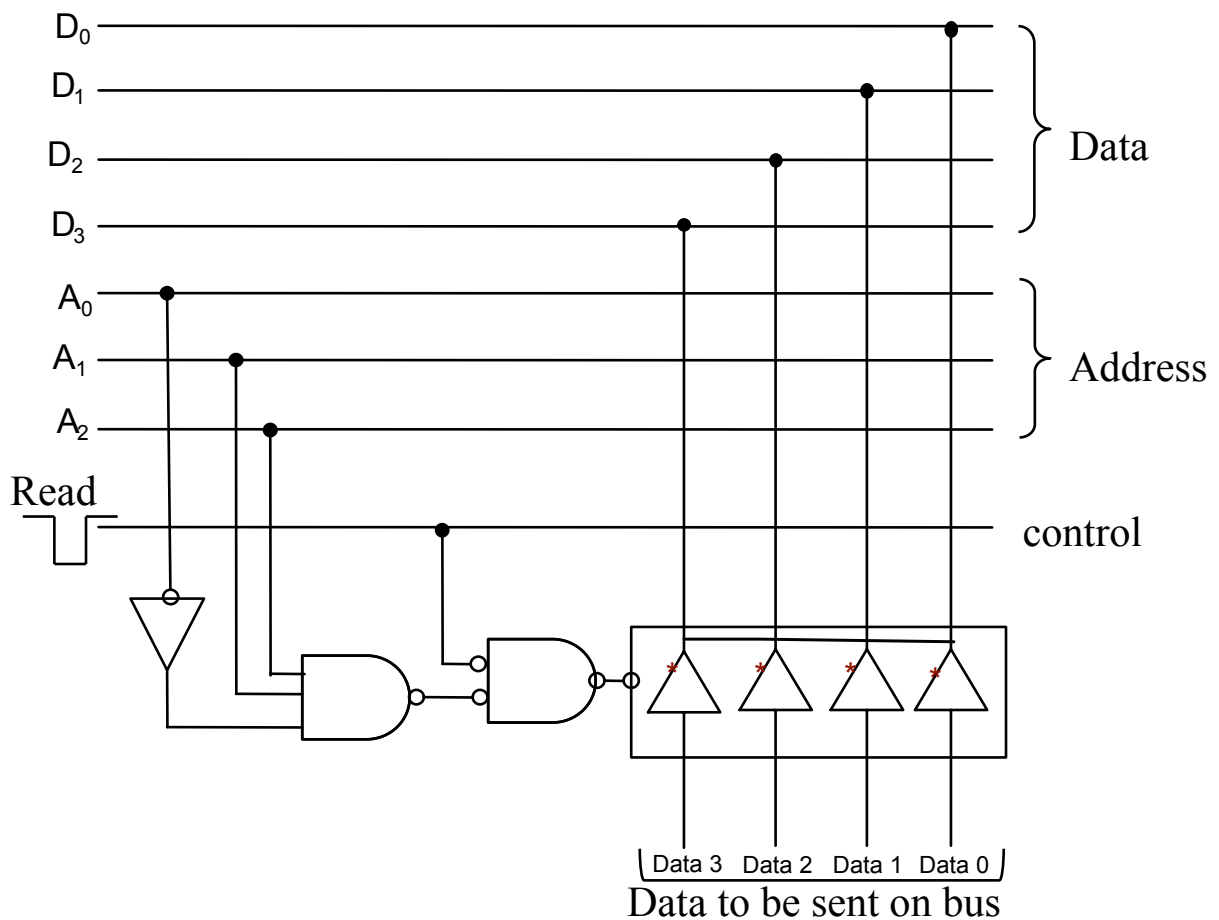 D₀
D₁
Data
D₂
D₃
A₀
A₁
Address
A₂
Read
control
* * * *
Data 3 Data 2 Data 1 Data 0
Data to be sent on bus